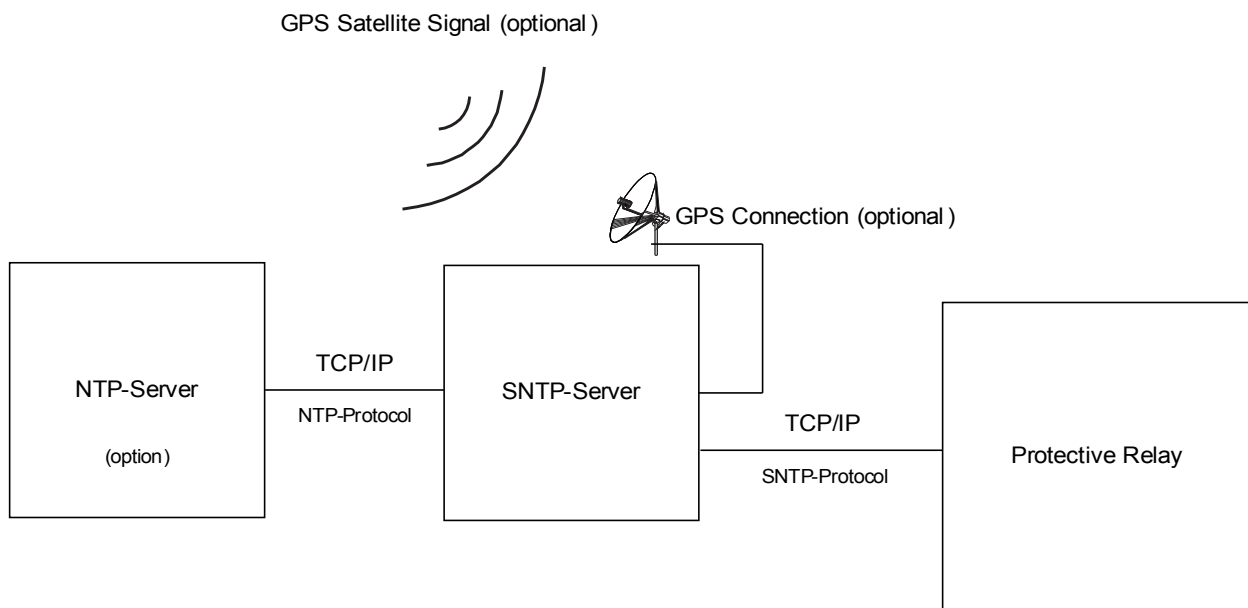 GPS Satellite Signal (optional)
GPS Connection (optional)
NTP-Server
(option)
TCP/IP
NTP-Protocol
SNTP-Server
TCP/IP
SNTP-Protocol
Protective Relay